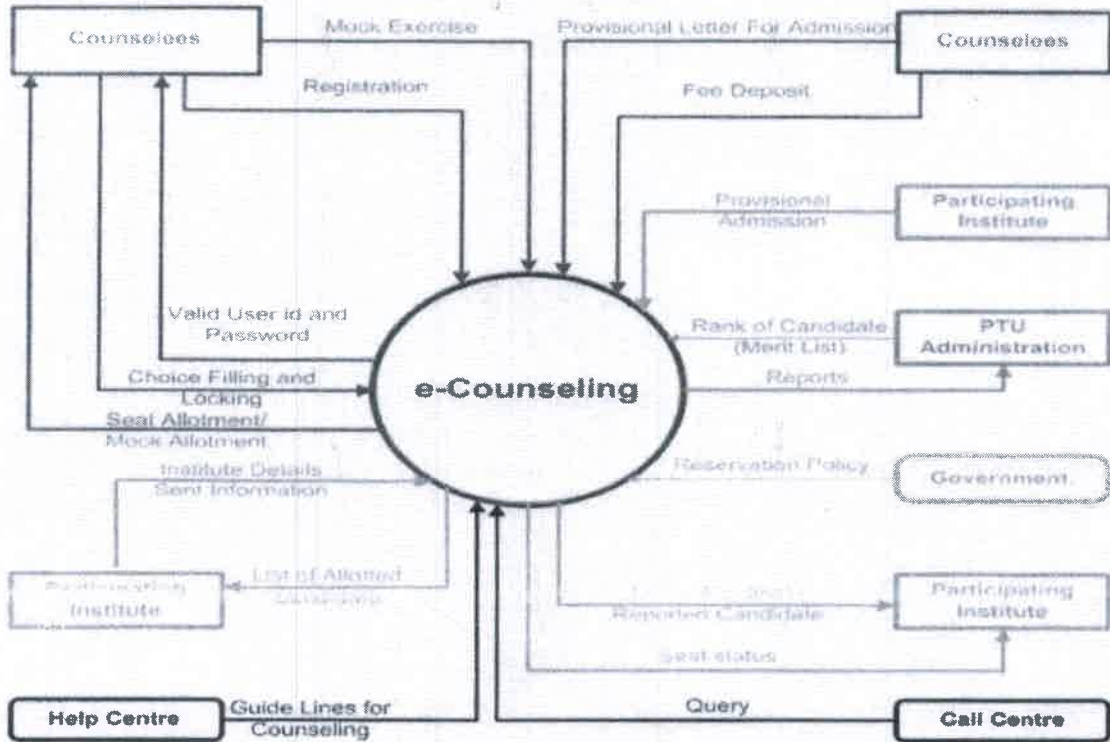 Counselees
Mock Exercise
Provisional Letter For Admission
Counselees
Registration
Fee Deposit
Provisional
Admission
Participating
Institute
Valid User id and
Password
Rank of Candidate
(Merit List)
PTU
Administration
Choice Filling and
Locking
e-Counseling
Reports
Seat Allotment/
Mock Allotment
Institute Details
Sent Information
Reservation Policy
Government
List of Allotted
Institute
Reported Candidate
Participating
Institute
Seat status
Help Centre
Guide Lines for
Counseling
Query
Call Centre